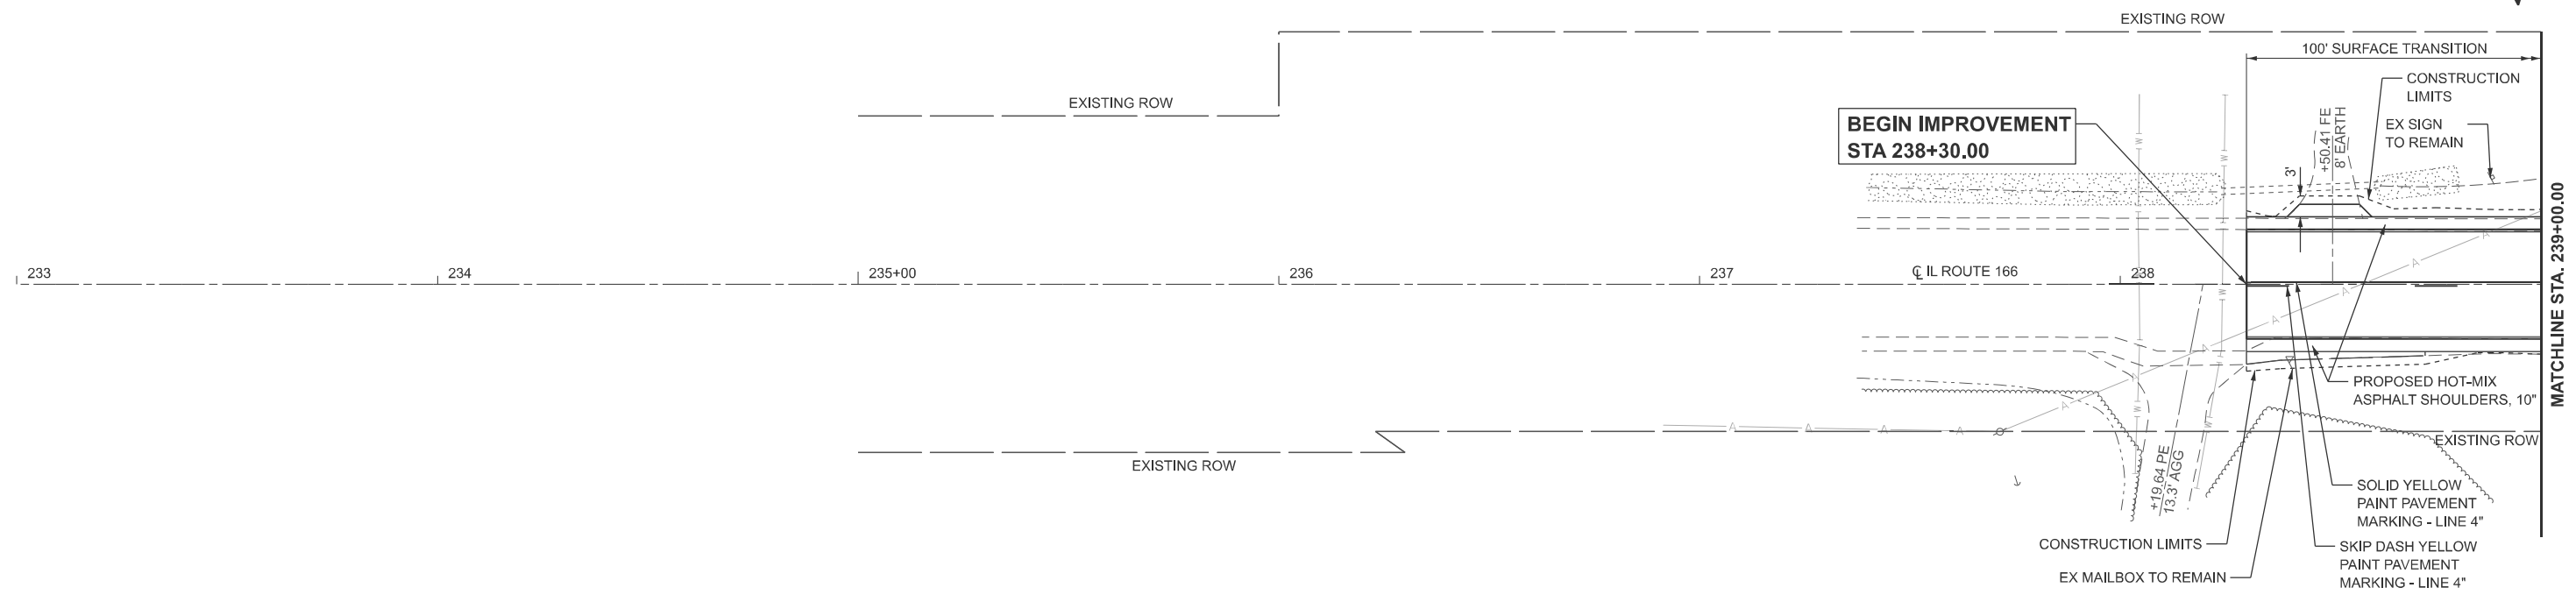 EXISTING ROW
100' SURFACE TRANSITION
CONSTRUCTION
LIMITS
EXISTING ROW
BEGIN IMPROVEMENT
STA 238+30.00
+50.41 FE
8' EARTH
EX SIGN
TO REMAIN
3'
W
W
A
MATCHLINE STA. 239+00.00
233
234
235+00
236
237
℄ IL ROUTE 166
238
A
W
W
A
A
A
A
W
W
A
PROPOSED HOT-MIX
ASPHALT SHOULDERS, 10"
A
A
A
A
EXISTING ROW
EXISTING ROW
+19.64 PE
13.3' AGG
W
W
SOLID YELLOW
PAINT PAVEMENT
MARKING - LINE 4"
CONSTRUCTION LIMITS
SKIP DASH YELLOW
PAINT PAVEMENT
MARKING - LINE 4"
EX MAILBOX TO REMAIN